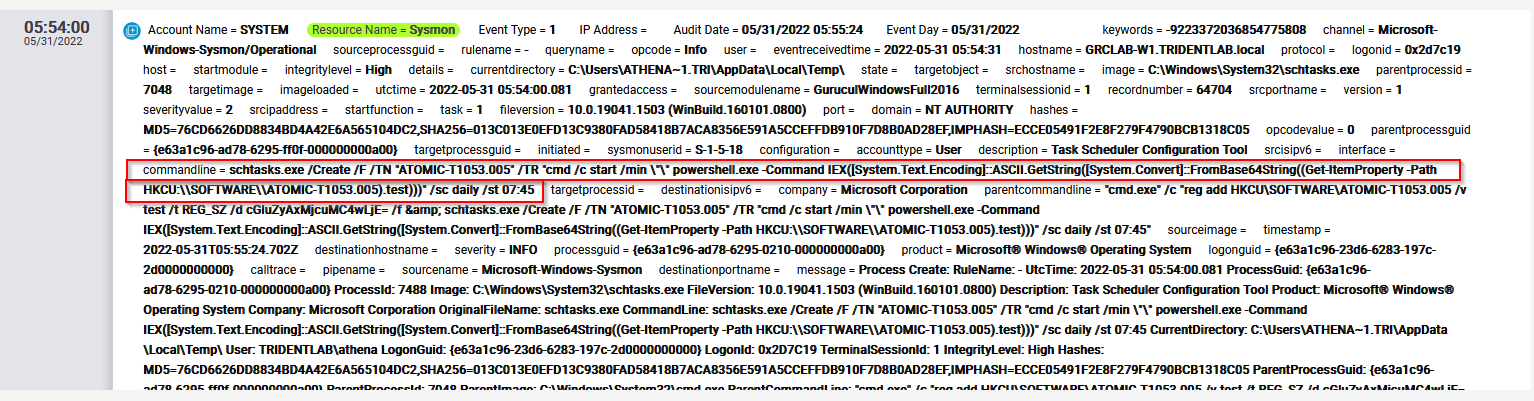 05:54:00
05/31/2022
Account Name = SYSTEM Resource Name = Sysmon Event Type = 1 IP Address = Audit Date = 05/31/2022 05:55:24 Event Day = 05/31/2022 keywords = -9223372036854775808 channel = Microsoft-
Windows-Sysmon/Operational sourceprocessguid = rulename = - queryname = opcode = Info user = eventreceivedtime = 2022-05-31 05:54:31 hostname = GRCLAB-W1.TRIDENTLAB.local protocol = logonid = 0x2d7c19
host = startmodule = integritylevel = High details = currentdirectory = C:\Users\ATHENA~1.TRI\AppData\Local\Temp\ state = targetobject = srchostname = image = C:\Windows\System32\schtasks.exe parentprocessid =
7048 targetimage = imageloaded = utctime = 2022-05-31 05:54:00.081 grantedaccess = sourcemodulename = GuruculWindowsFull2016 terminalsessionid = 1 recordnumber = 64704 srcportname = version = 1
severityvalue = 2 srcipaddress = startfunction = task = 1 fileversion = 10.0.19041.1503 (WinBuild.160101.0800) port = domain = NT AUTHORITY hashes =
MD5=76CD6626DD8834BD4A42E6A565104DC2,SHA256=013C013E0EFD13C9380FAD58418B7ACA8356E591A5CCEFFDB910F7D8B0AD28EF,IMPHASH=ECCE05491F2E8F279F4790BCB1318C05 opcodevalue = 0 parentprocessguid
= {e63a1c96-ad78-6295-ff0f-000000000a00} targetprocessguid = initiated = sysmonuserid = S-1-5-18 configuration = accounttype = User description = Task Scheduler Configuration Tool srcisipv6 = interface =
commandline = schtasks.exe /Create /F /TN "ATOMIC-T1053.005" /TR "cmd /c start /min \"\" powershell.exe -Command IEX([System.Text.Encoding]::ASCII.GetString([System.Convert]::FromBase64String((Get-ItemProperty -Path
HKCU:\\SOFTWARE\\ATOMIC-T1053.005).test)))" /sc daily /st 07:45 targetprocessid = destinationisipv6 = company = Microsoft Corporation parentcommandline = "cmd.exe" /c "reg add HKCU\SOFTWARE\ATOMIC-T1053.005 /v
test /t REG_SZ /d cGluZyAxMjcuMC4wLjE= /f &amp; schtasks.exe /Create /F /TN "ATOMIC-T1053.005" /TR "cmd /c start /min \"\" powershell.exe -Command
IEX([System.Text.Encoding]::ASCII.GetString([System.Convert]::FromBase64String((Get-ItemProperty -Path HKCU:\\SOFTWARE\\ATOMIC-T1053.005).test)))" /sc daily /st 07:45" sourceimage = timestamp =
2022-05-31T05:55:24.702Z destinationhostname = severity = INFO processguid = {e63a1c96-ad78-6295-0210-000000000a00} product = Microsoft® Windows® Operating System logonguid = {e63a1c96-23d6-6283-197c-
2d0000000000} calltrace = pipename = sourcename = Microsoft-Windows-Sysmon destinationportname = message = Process Create: RuleName: - UtcTime: 2022-05-31 05:54:00.081 ProcessGuid: {e63a1c96-
ad78-6295-0210-000000000a00} ProcessId: 7488 Image: C:\Windows\System32\schtasks.exe FileVersion: 10.0.19041.1503 (WinBuild.160101.0800) Description: Task Scheduler Configuration Tool Product: Microsoft® Windows®
Operating System Company: Microsoft Corporation OriginalFileName: schtasks.exe CommandLine: schtasks.exe /Create /F /TN "ATOMIC-T1053.005" /TR "cmd /c start /min \"\" powershell.exe -Command
IEX([System.Text.Encoding]::ASCII.GetString([System.Convert]::FromBase64String((Get-ItemProperty -Path HKCU:\\SOFTWARE\\ATOMIC-T1053.005).test)))" /sc daily /st 07:45 CurrentDirectory: C:\Users\ATHENA~1.TRI\AppData
\Local\Temp\ User: TRIDENTLAB\athena LogonGuid: {e63a1c96-23d6-6283-197c-2d0000000000} LogonId: 0x2D7C19 TerminalSessionId: 1 IntegrityLevel: High Hashes:
MD5=76CD6626DD8834BD4A42E6A565104DC2,SHA256=013C013E0EFD13C9380FAD58418B7ACA8356E591A5CCEFFDB910F7D8B0AD28EF,IMPHASH=ECCE05491F2E8F279F4790BCB1318C05 ParentProcessGuid: {e63a1c96-
ad78-6295-ff0f-000000000a00} ParentProcessId: 7048 ParentImage: C:\Windows\System32\cmd.exe ParentCommandLine: "cmd.exe" /c "reg add HKCU\SOFTWARE\ATOMIC-T1053.005 /v test /t REG_SZ /d cGluZyAxMjcuMC4wLjE=